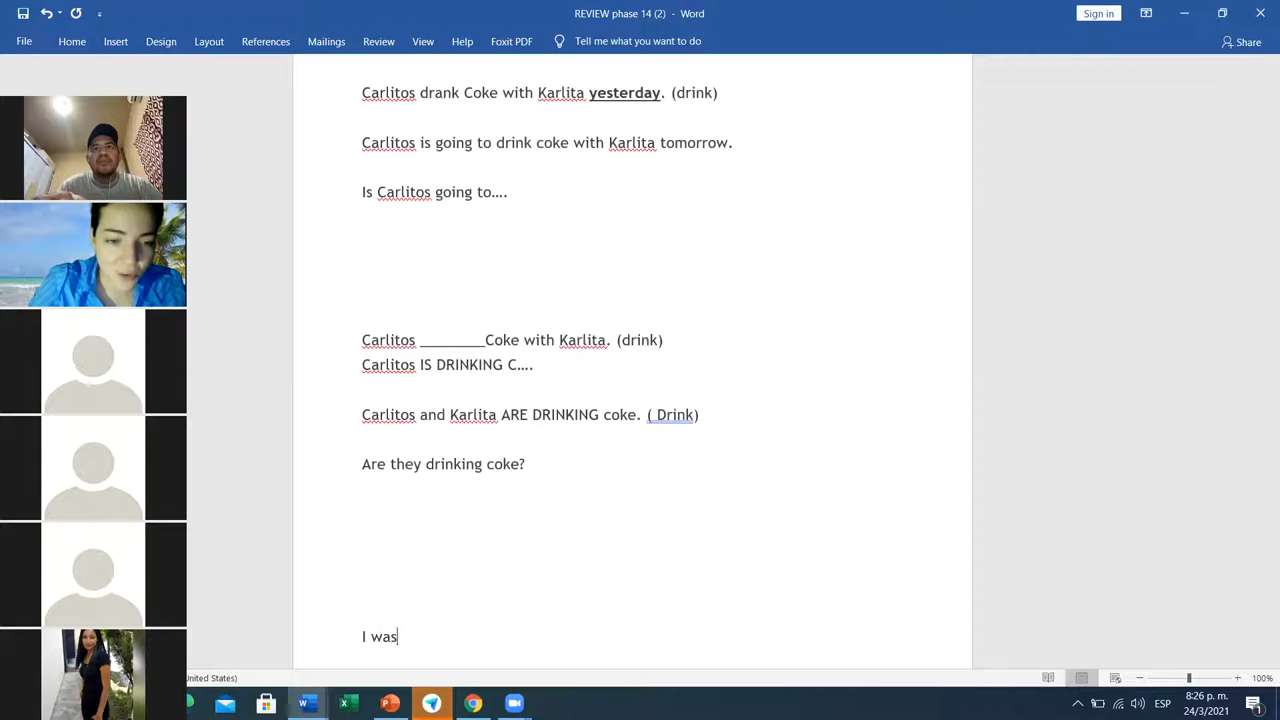 REVIEW phase 14 (2) - Word
Sign in
File Home Insert Design Layout References Mailings Review View Help Foxit PDF Tell me what you want to do Share
Carlitos drank Coke with Karlita yesterday. (drink)
Carlitos is going to drink coke with Karlita tomorrow.
Is Carlitos going to….
Carlitos ________Coke with Karlita. (drink)
Carlitos IS DRINKING C….
Carlitos and Karlita ARE DRINKING coke. ( Drink)
Are they drinking coke?
I was
United States)
100%
ESP
8:26 p. m.
24/3/2021